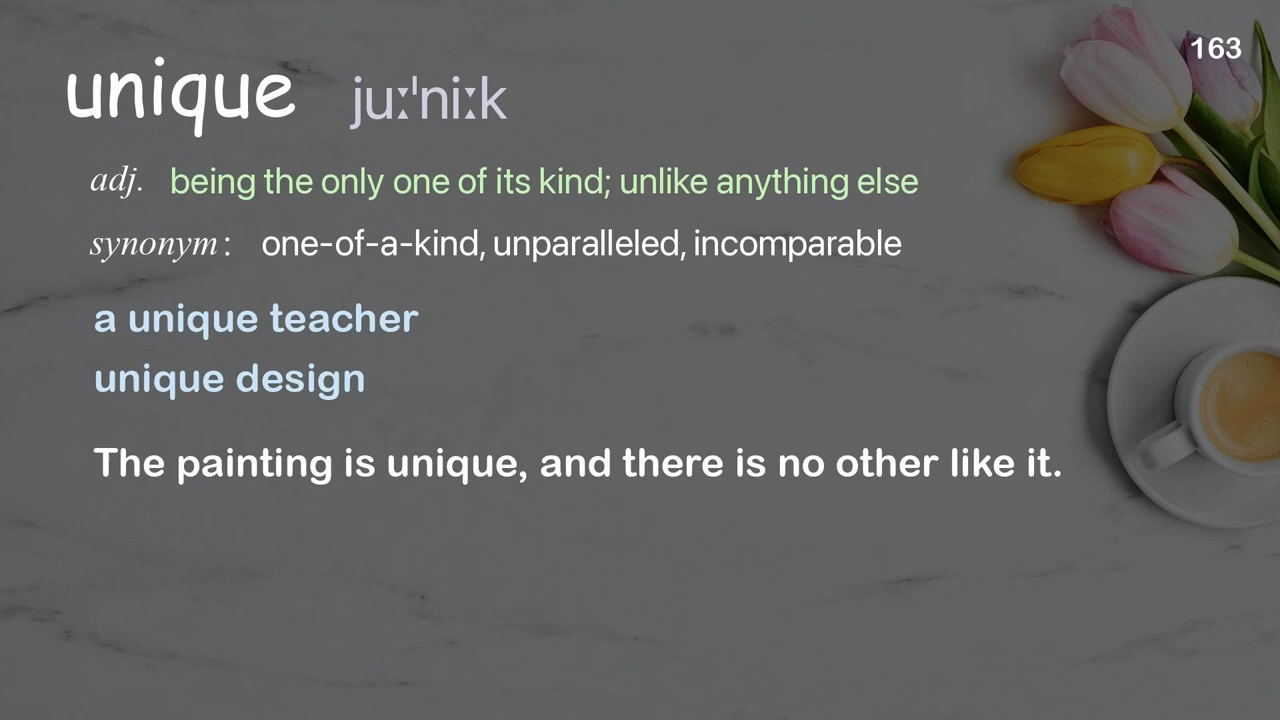 163
unique juːˈniːk
adj. being the only one of its kind; unlike anything else
synonym: one-of-a-kind, unparalleled, incomparable
a unique teacher
unique design
The painting is unique, and there is no other like it.